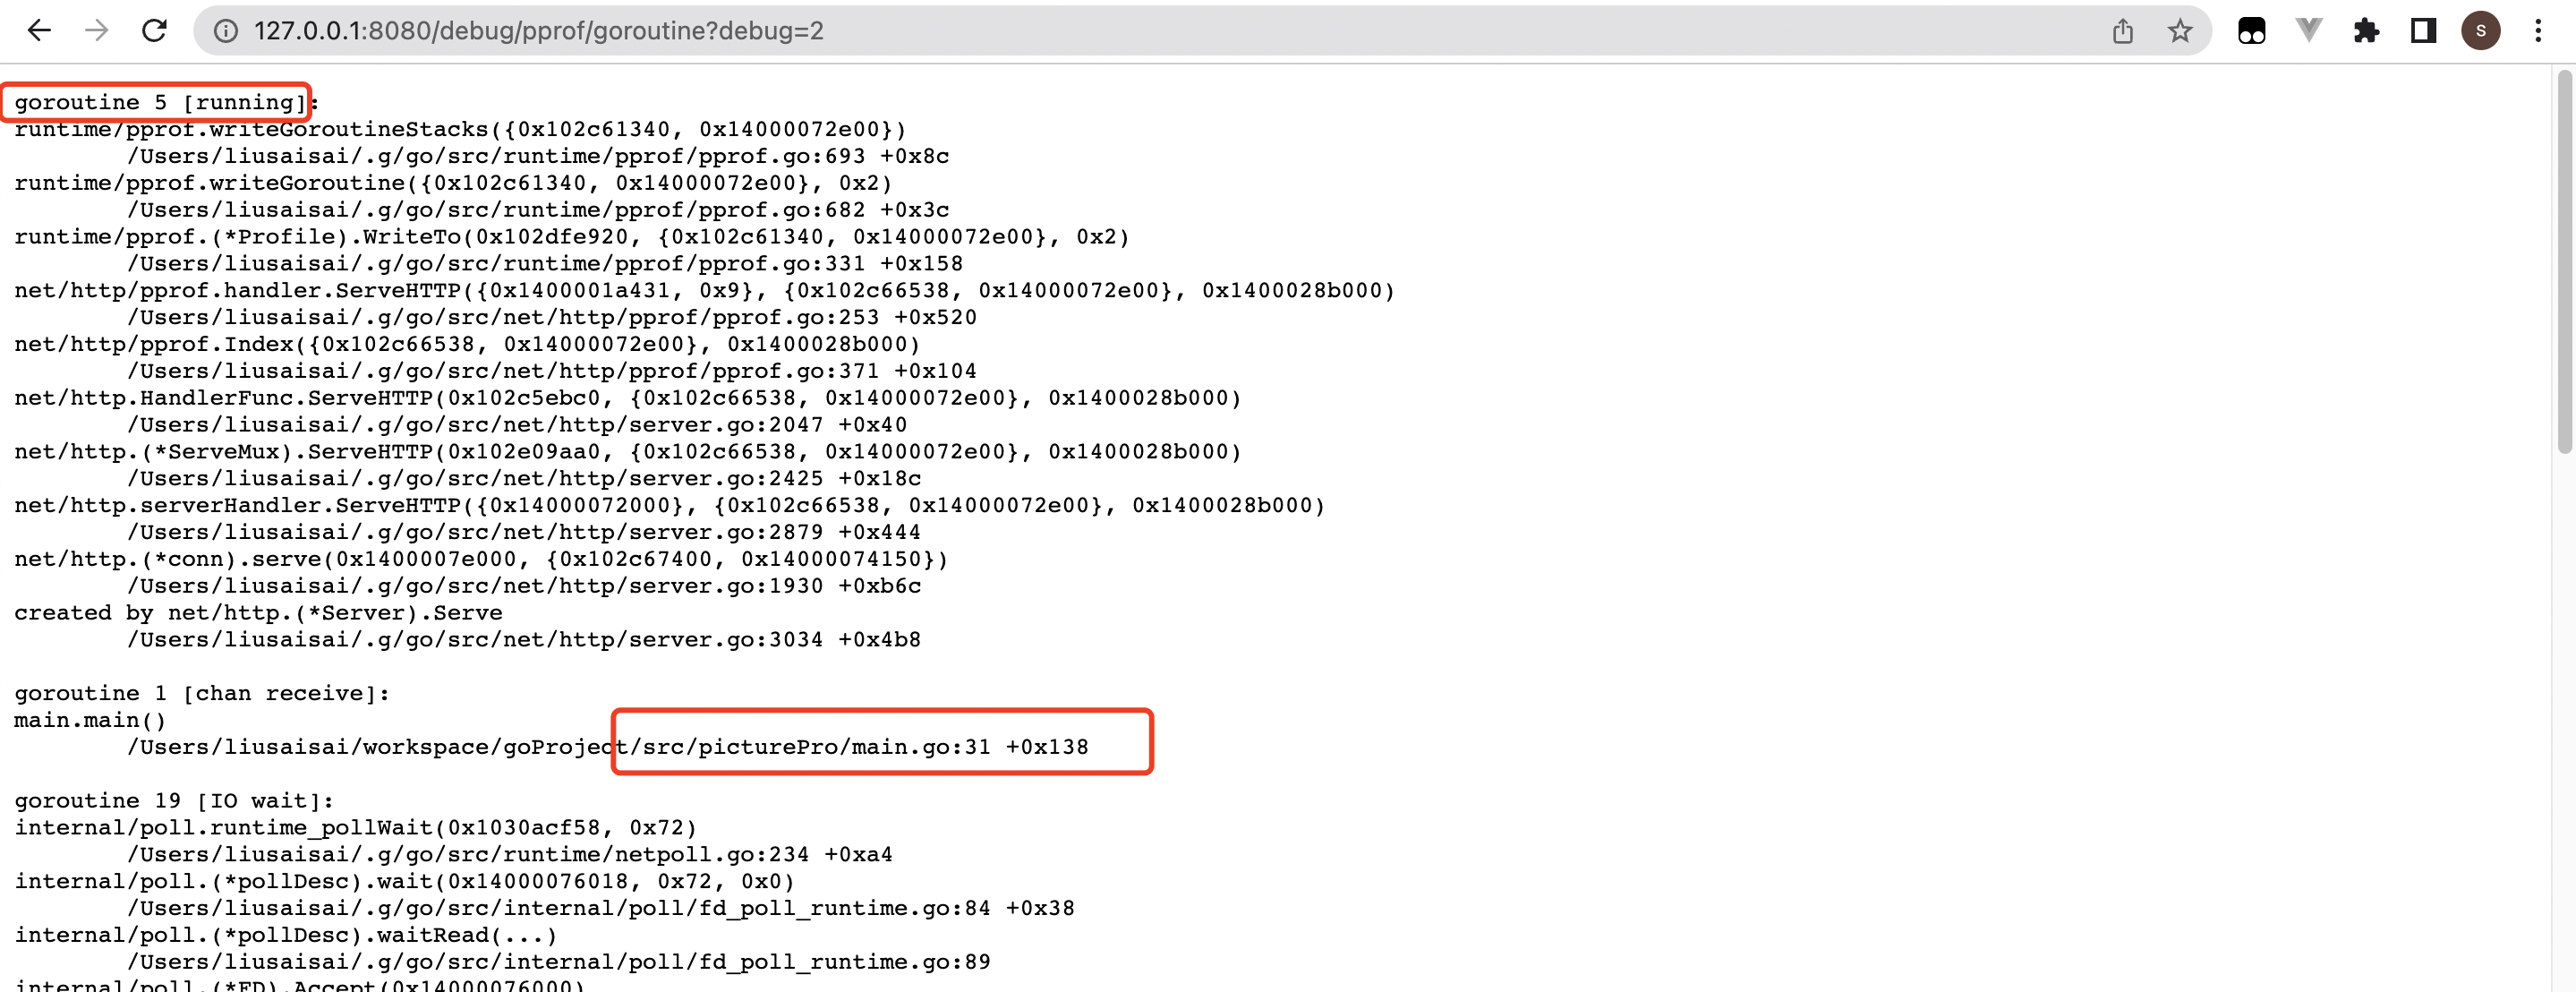 127.0.0.1:8080/debug/pprof/goroutine?debug=2
s
goroutine 5 [running]:
runtime/pprof.writeGoroutineStacks({0x102c61340, 0x14000072e00})
/Users/liusaisai/.g/go/src/runtime/pprof/pprof.go:693 +0x8c
runtime/pprof.writeGoroutine({0x102c61340, 0x14000072e00}, 0x2)
/Users/liusaisai/.g/go/src/runtime/pprof/pprof.go:682 +0x3c
runtime/pprof.(*Profile).WriteTo(0x102dfe920, {0x102c61340, 0x14000072e00}, 0x2)
/Users/liusaisai/.g/go/src/runtime/pprof/pprof.go:331 +0x158
net/http/pprof.handler.ServeHTTP({0x1400001a431, 0x9}, {0x102c66538, 0x14000072e00}, 0x1400028b000)
/Users/liusaisai/.g/go/src/net/http/pprof/pprof.go:253 +0x520
net/http/pprof.Index({0x102c66538, 0x14000072e00}, 0x1400028b000)
/Users/liusaisai/.g/go/src/net/http/pprof/pprof.go:371 +0x104
net/http.HandlerFunc.ServeHTTP(0x102c5ebc0, {0x102c66538, 0x14000072e00}, 0x1400028b000)
/Users/liusaisai/.g/go/src/net/http/server.go:2047 +0x40
net/http.(*ServeMux).ServeHTTP(0x102e09aa0, {0x102c66538, 0x14000072e00}, 0x1400028b000)
/Users/liusaisai/.g/go/src/net/http/server.go:2425 +0x18c
net/http.serverHandler.ServeHTTP({0x14000072000}, {0x102c66538, 0x14000072e00}, 0x1400028b000)
/Users/liusaisai/.g/go/src/net/http/server.go:2879 +0x444
net/http.(*conn).serve(0x1400007e000, {0x102c67400, 0x14000074150})
/Users/liusaisai/.g/go/src/net/http/server.go:1930 +0xb6c
created by net/http.(*Server).Serve
/Users/liusaisai/.g/go/src/net/http/server.go:3034 +0x4b8
goroutine 1 [chan receive]:
main.main()
/Users/liusaisai/workspace/goProject/src/picturePro/main.go:31 +0x138
goroutine 19 [IO wait]:
internal/poll.runtime_pollWait(0x1030acf58, 0x72)
/Users/liusaisai/.g/go/src/runtime/netpoll.go:234 +0xa4
internal/poll.(*pollDesc).wait(0x14000076018, 0x72, 0x0)
/Users/liusaisai/.g/go/src/internal/poll/fd_poll_runtime.go:84 +0x38
internal/poll.(*pollDesc).waitRead(...)
/Users/liusaisai/.g/go/src/internal/poll/fd_poll_runtime.go:89
internal/poll.(*FD).Accept(0x14000076000)